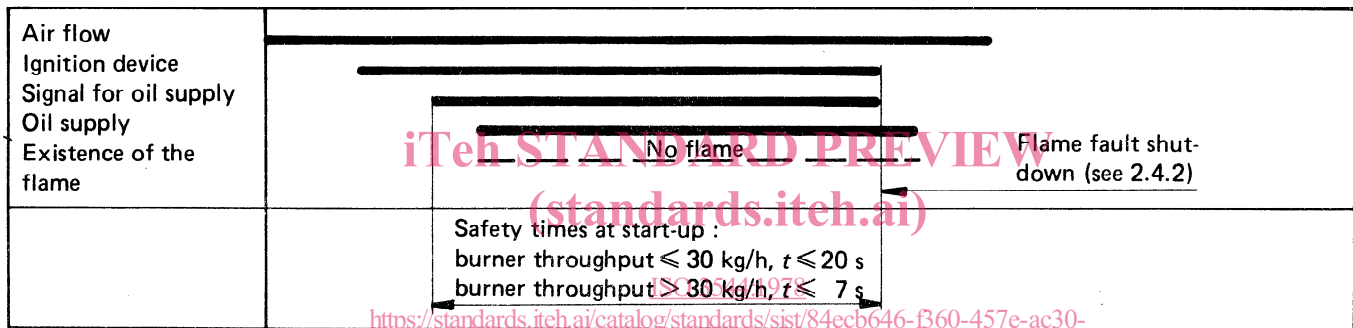 Air flow
Ignition device
Signal for oil supply
Oil supply
Existence of the
flame
No flame
Flame fault shut-
down (see 2.4.2)
iTeh STANDARD PREVIEW
(standards.iteh.ai)
Safety times at start-up :
burner throughput ⩽ 30 kg/h, t ⩽ 20 s
burner throughput > 30 kg/h, t ⩽ 7 s
https://standards.iteh.ai/catalog/standards/sist/84ecb646-f360-457e-ac30-